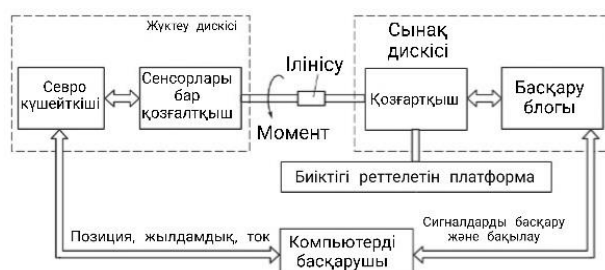 Жүктеу дискісі
Севро
күшейткіші
Сенсорлары
бар
қозғалтқыш
Ілінісу
Момент
Сынақ
дискісі
Қозғартқыш
Басқару
блогы
Биіктігі реттелетін платформа
Позиция, жылдамдық, ток
Компьютерді
басқарушы
Сигналдарды басқару
және бақылау